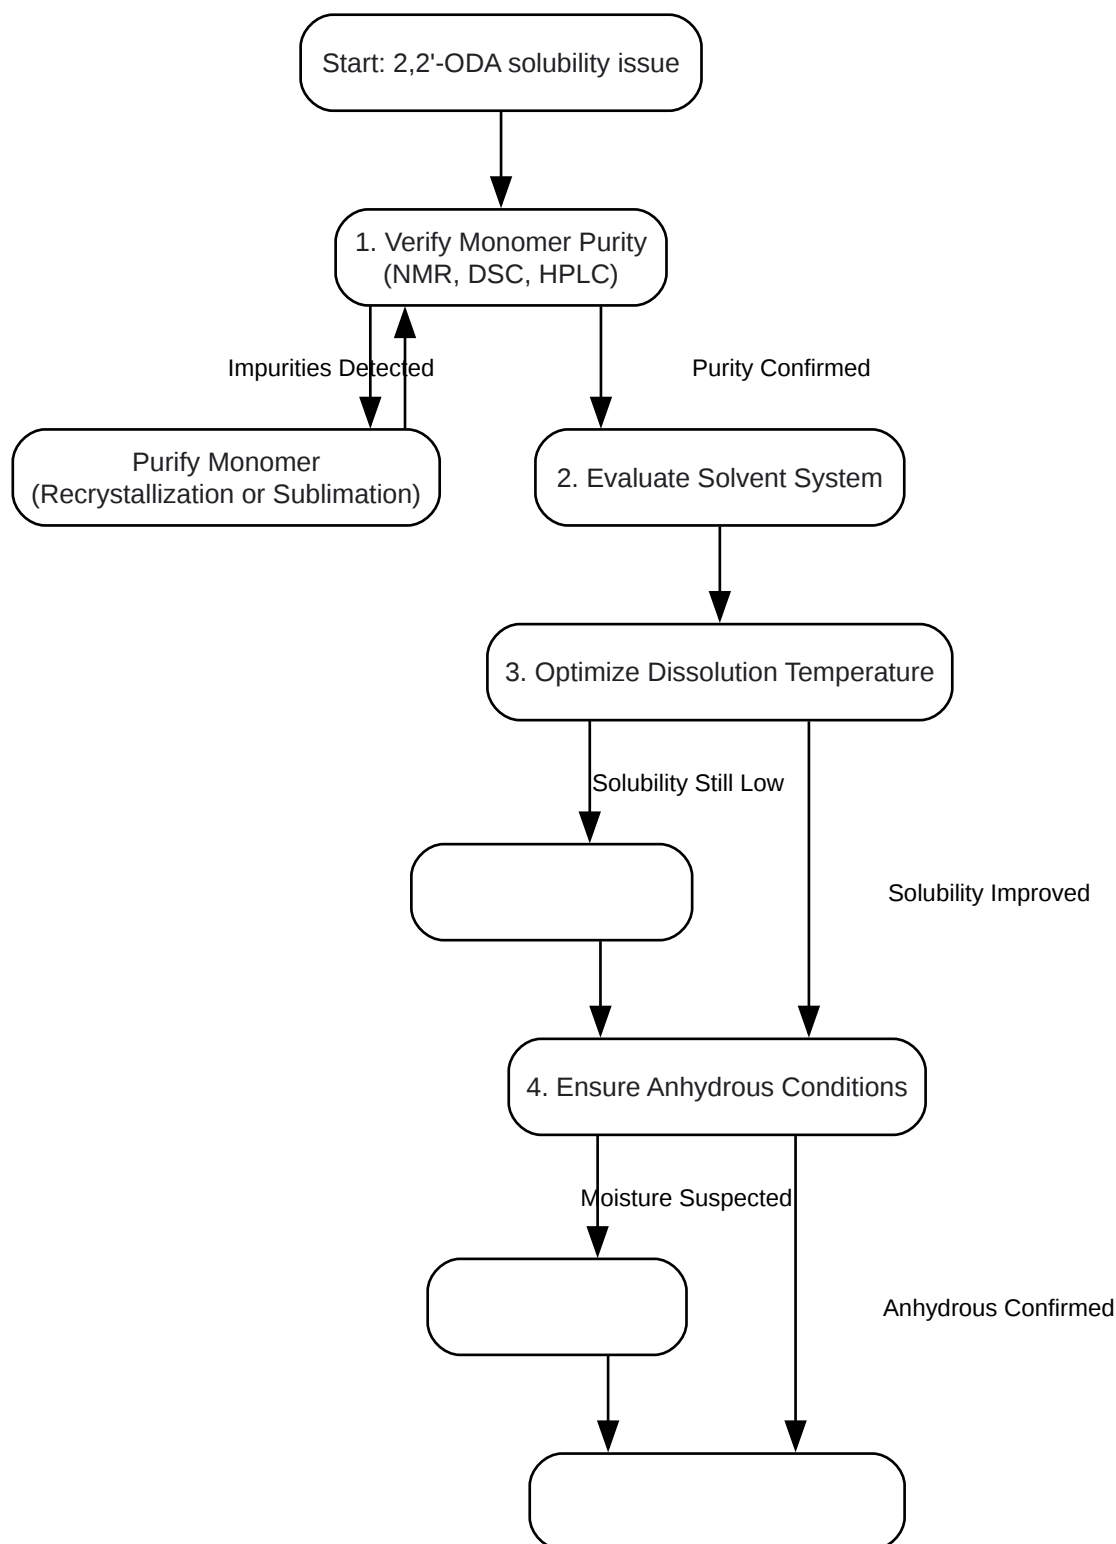 Start: 2,2'-ODA solubility issue
1. Verify Monomer Purity
(NMR, DSC, HPLC)
Impurities Detected
Purity Confirmed
Purify Monomer
(Recrystallization or Sublimation)
2. Evaluate Solvent System
3. Optimize Dissolution Temperature
Solubility Still Low
Solubility Improved
4. Ensure Anhydrous Conditions
Moisture Suspected
Anhydrous Confirmed